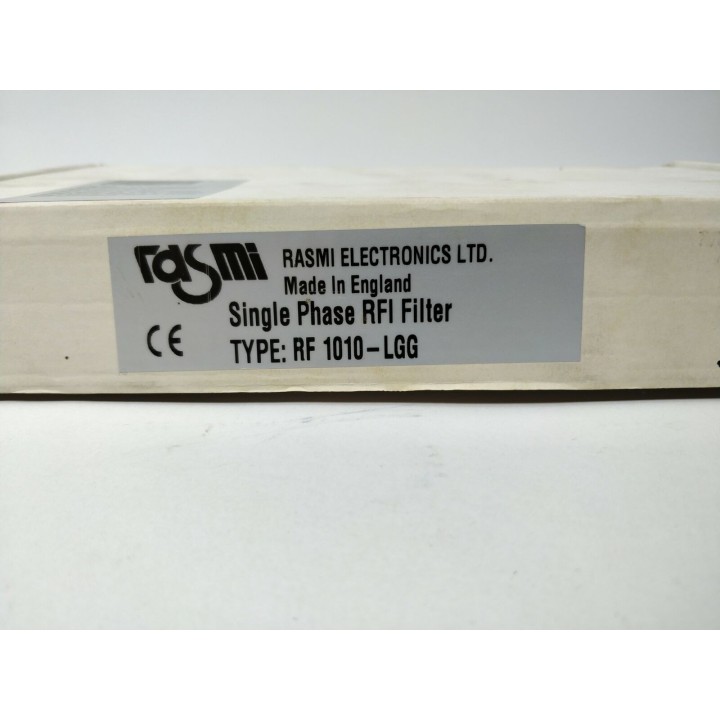 rasmi
RASMI ELECTRONICS LTD.
Made In England
Single Phase RFI Filter
CE
TYPE: RF 1010-LGG